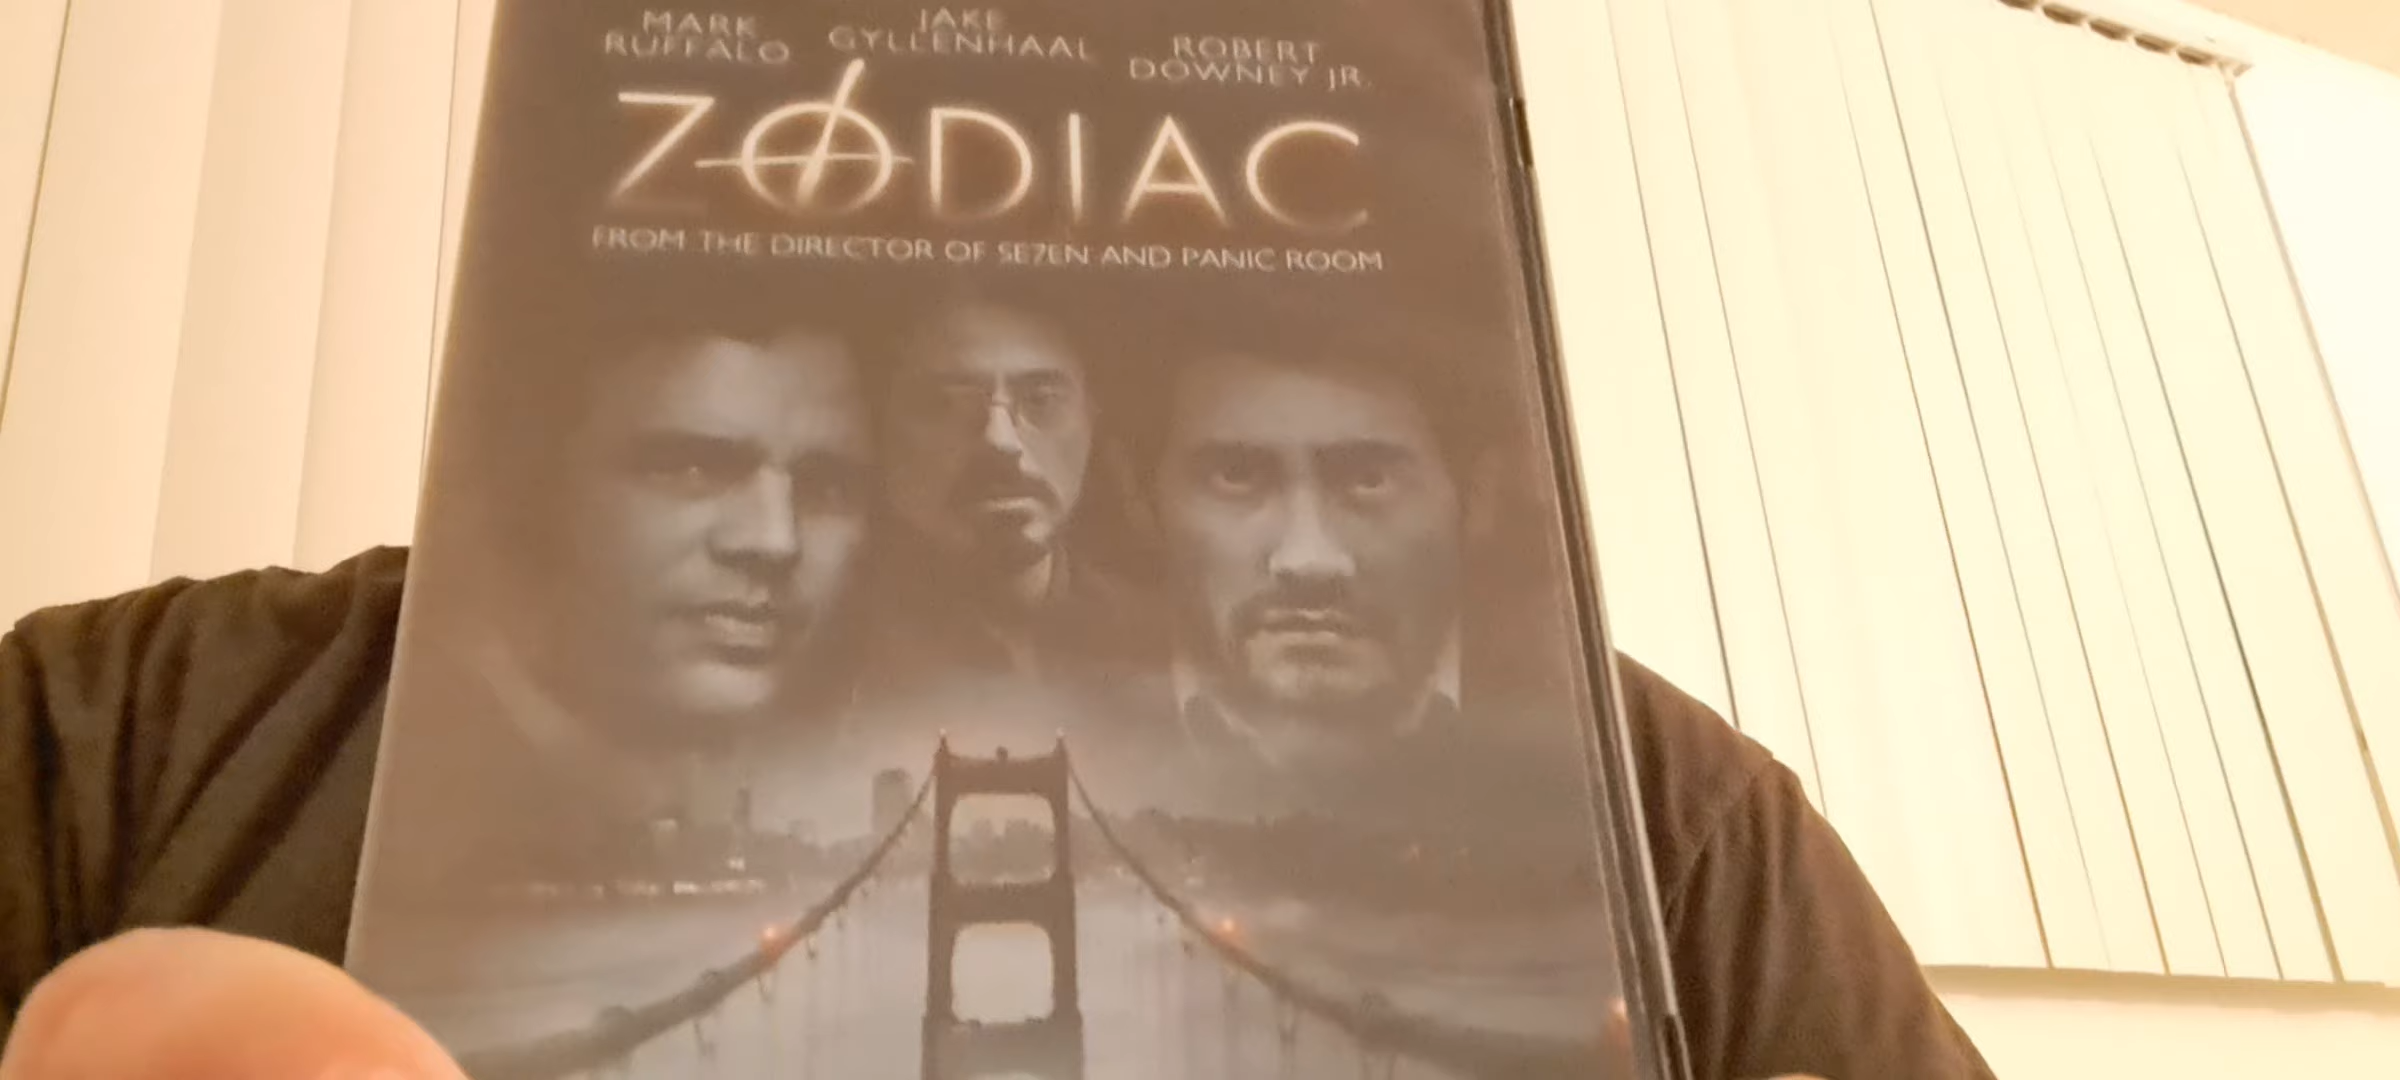 MARK
RUFFALO
JAKE
GYLLENHAAL
ROBERT
DOWNEY JR.
ZODIAC
FROM THE DIRECTOR OF SE7EN AND PANIC ROOM